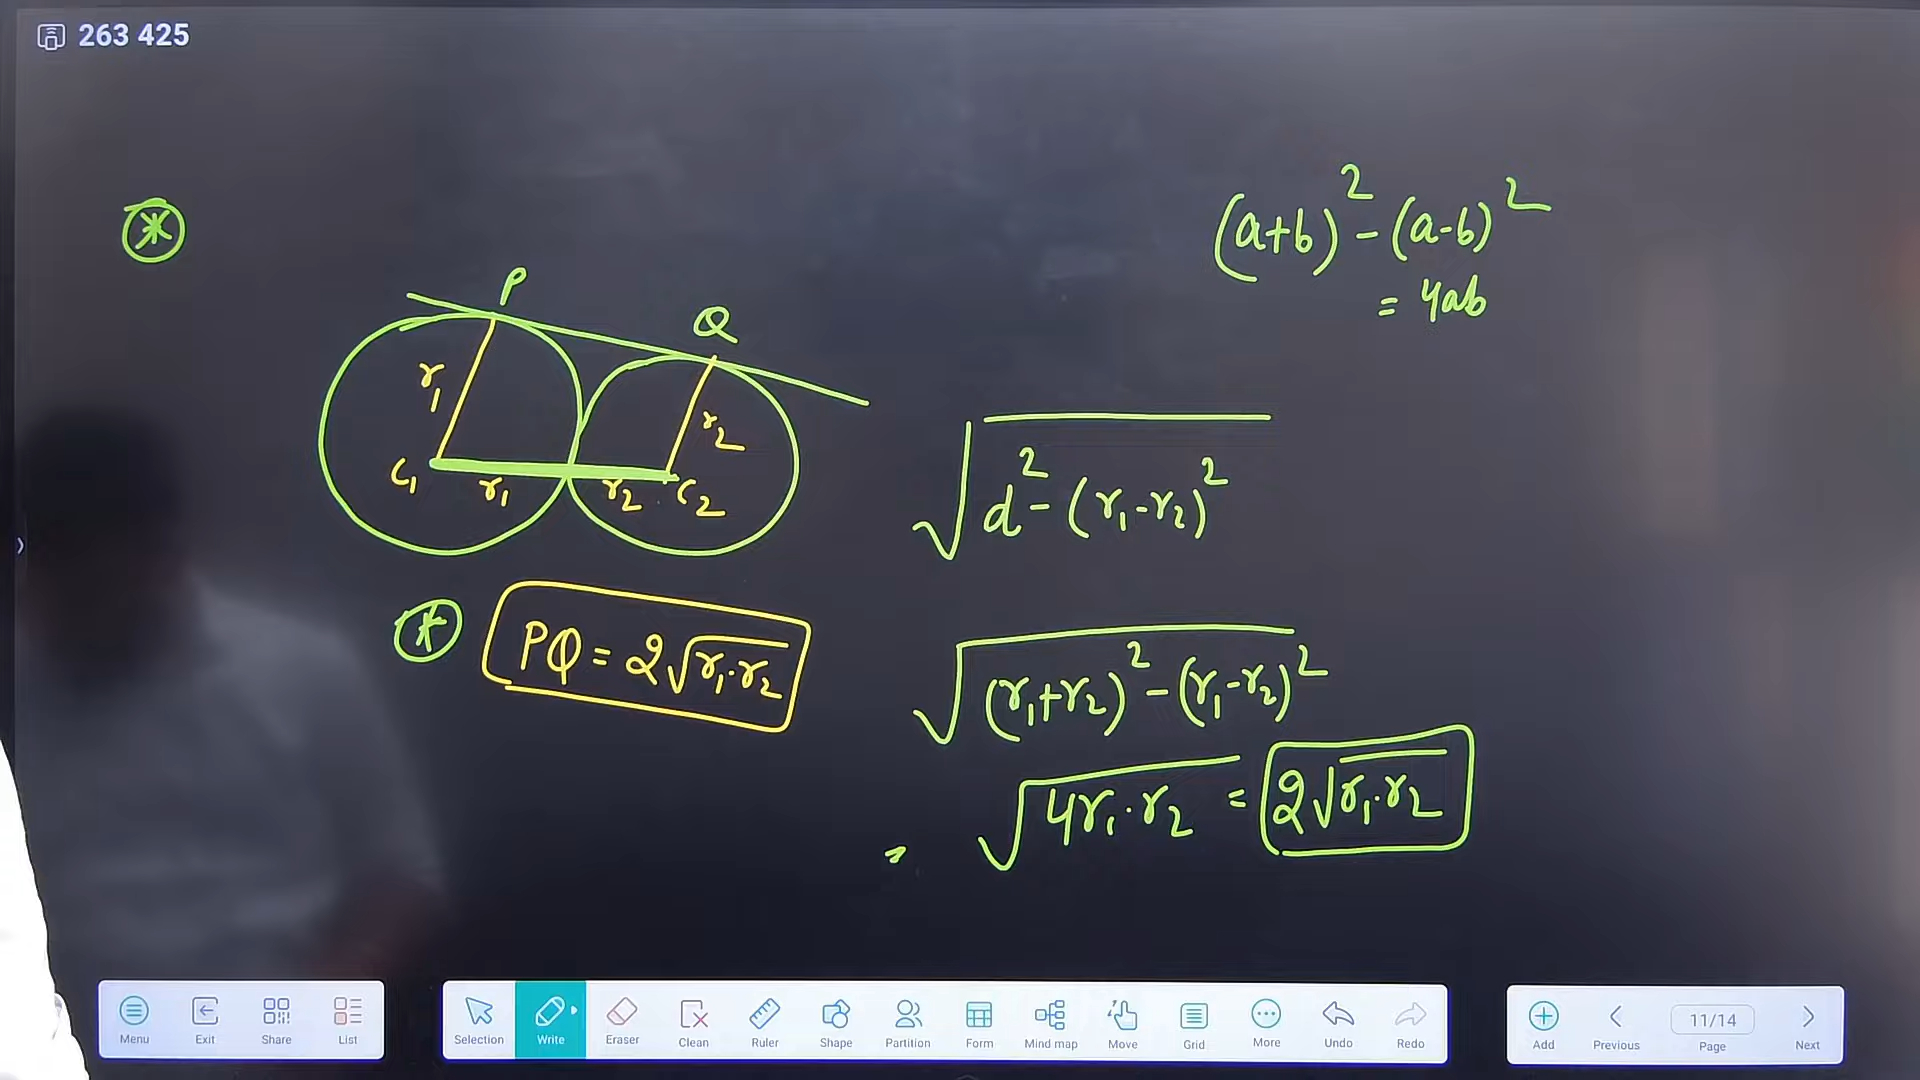 263 425
(a+b)² - (a-b)²
= 4ab
P
Q
r₁
r₂
C₁
r₁
r₂
C₂
√d² - (r₁-r₂)²
PQ = 2√r₁.r₂
√(r₁+r₂)² - (r₁-r₂)²
= √4r₁.r₂ = 2√r₁.r₂
Menu Exit Share List Selection Write Eraser Clean Ruler Shape Partition Form Mind map Move Grid More Undo Redo Add Previous 11/14 Page Next